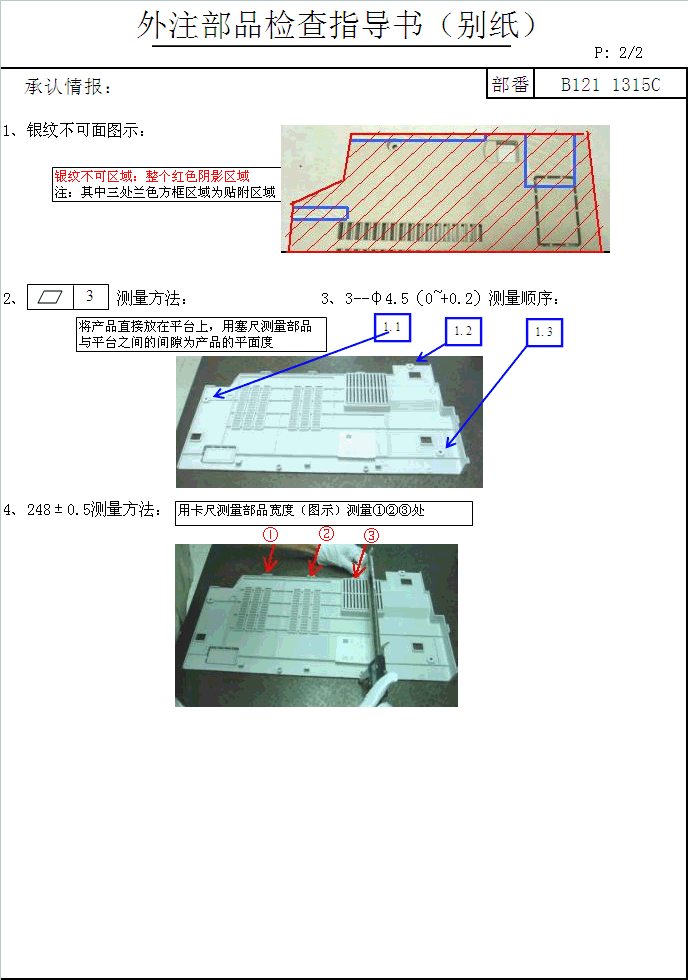 外注部品检查指导书（别纸）
P: 2/2
承认情报：
部番
B121 1315C
1、银纹不可面图示：
银纹不可区域：整个红色阴影区域
注：其中三处兰色方框区域为贴附区域
2、 ▱ 3 测量方法：
3、3--φ4.5（0~+0.2）测量顺序：
将产品直接放在平台上，用塞尺测量部品
与平台之间的间隙为产品的平面度
1.1
1.2
1.3
4、248±0.5测量方法：
用卡尺测量部品宽度（图示）测量①②③处
①
②
③